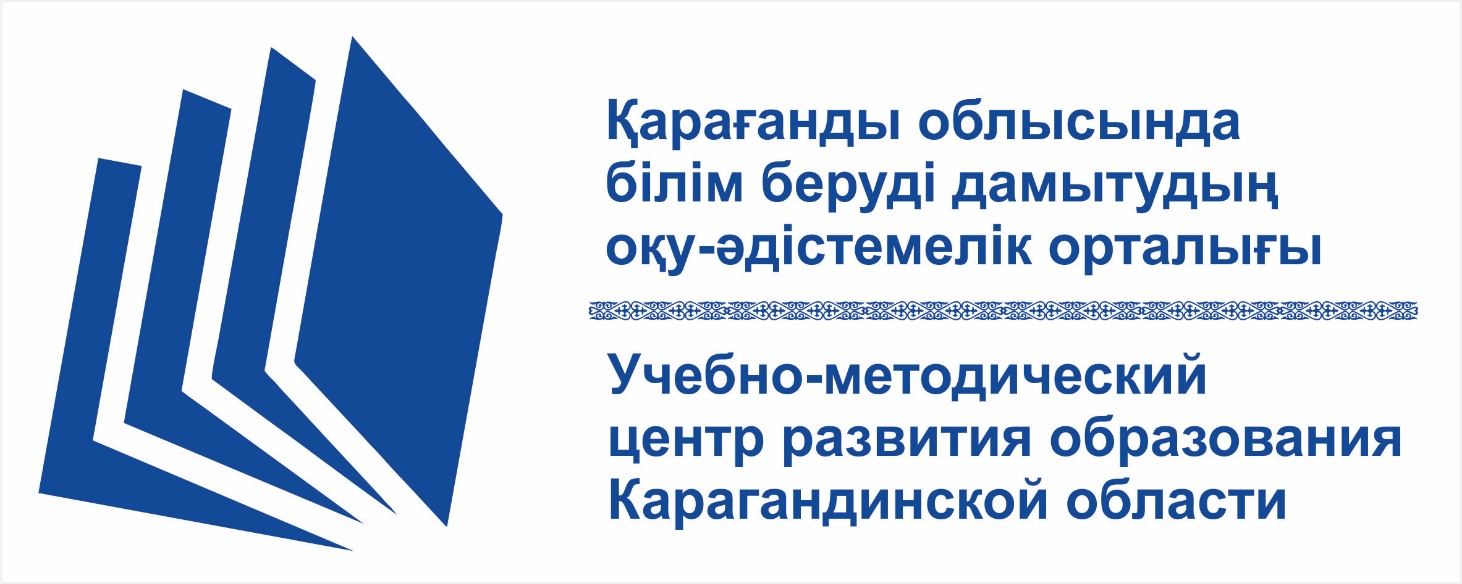 Қарағанды облысында
білім беруді дамытудың
оқу-әдістемелік орталығы
Учебно-методический
центр развития образования
Карагандинской области